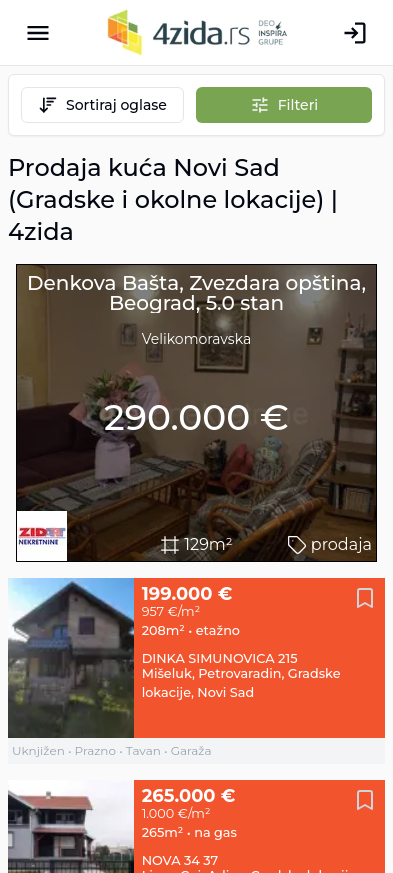 4zida.rs
DEO
INSPIRA
GRUPE
Sortiraj oglase
Filteri
Prodaja kuća Novi Sad
(Gradske i okolne lokacije) |
4zida
Denkova Bašta, Zvezdara opština,
Beograd, 5.0 stan
Velikomoravska
290.000 €
NEKRETNINE
129m²
prodaja
199.000 €
957 €/m²
208m² • etažno
DINKA SIMUNOVICA 215
Mišeluk, Petrovaradin, Gradske
lokacije, Novi Sad
Uknjižen • Prazno • Tavan • Garaža
265.000 €
1.000 €/m²
265m² • na gas
NOVA 34 37